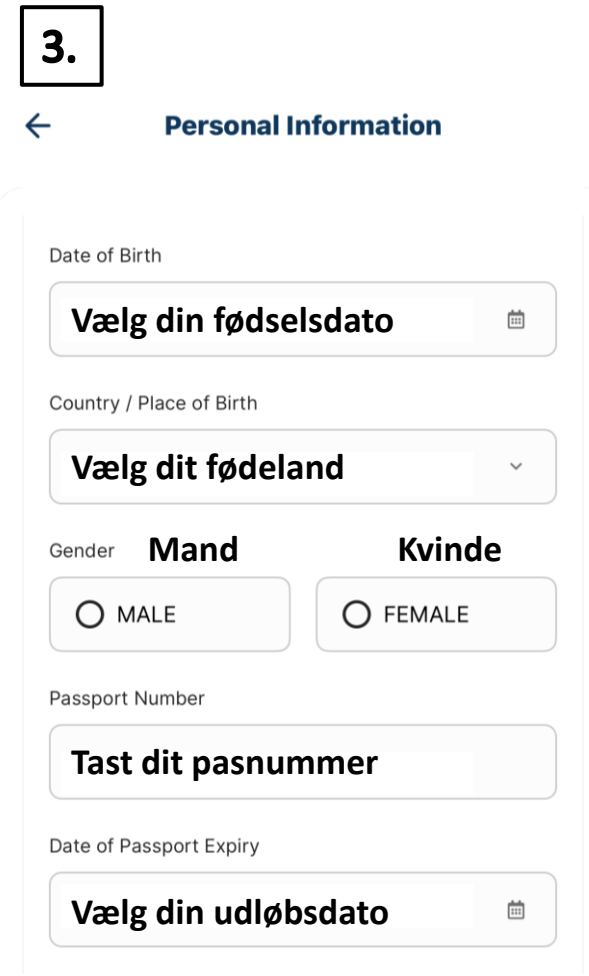 3.
Personal Information
Date of Birth
Vælg din fødselsdato
Country / Place of Birth
Vælg dit fødeland
Gender Mand Kvinde
MALE FEMALE
Passport Number
Tast dit pasnummer
Date of Passport Expiry
Vælg din udløbsdato